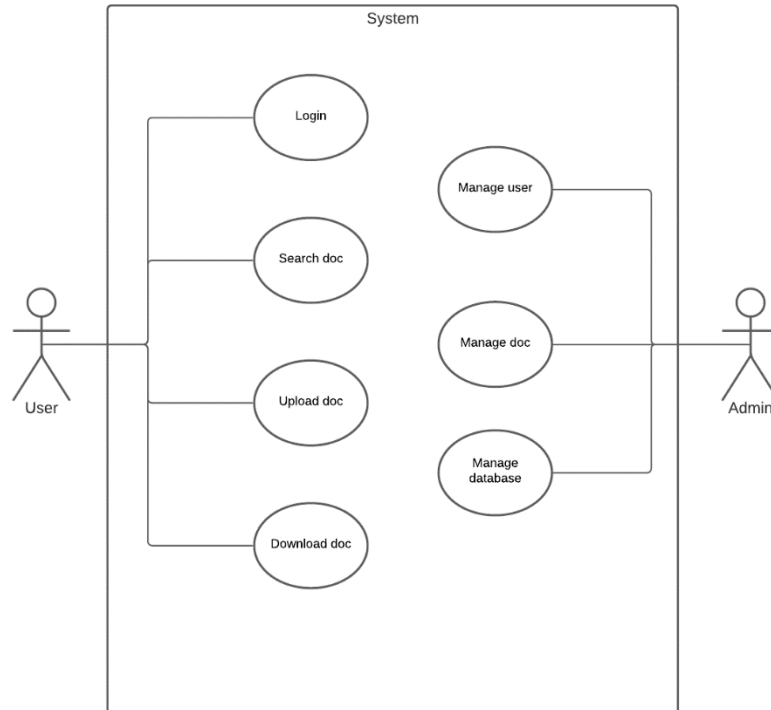 System
Login
Manage user
Search doc
Manage doc
User
Admin
Upload doc
Manage
database
Download doc